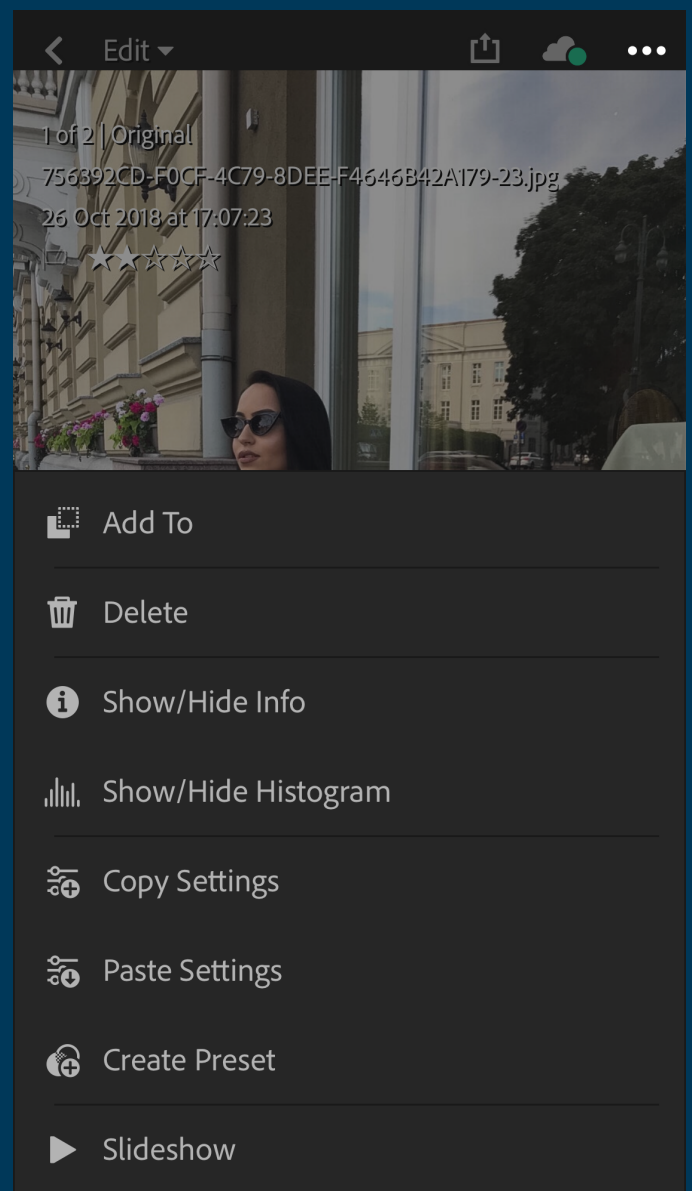 Edit
1 of 2 | Original
756392CD-F0CF-4C79-8DEE-F4646B42A179-23.jpg
26 Oct 2018 at 17:07:23
Add To
Delete
Show/Hide Info
Show/Hide Histogram
Copy Settings
Paste Settings
Create Preset
Slideshow